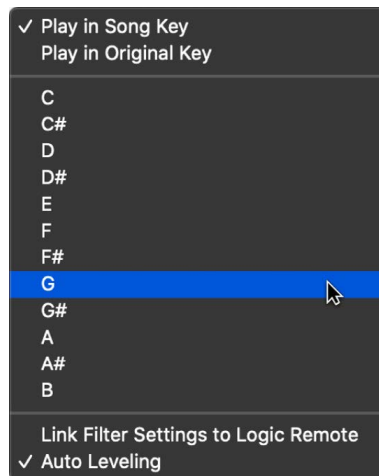 ✓ Play in Song Key
Play in Original Key
C
C#
D
D#
E
F
F#
G
G#
A
A#
B
Link Filter Settings to Logic Remote
✓ Auto Leveling